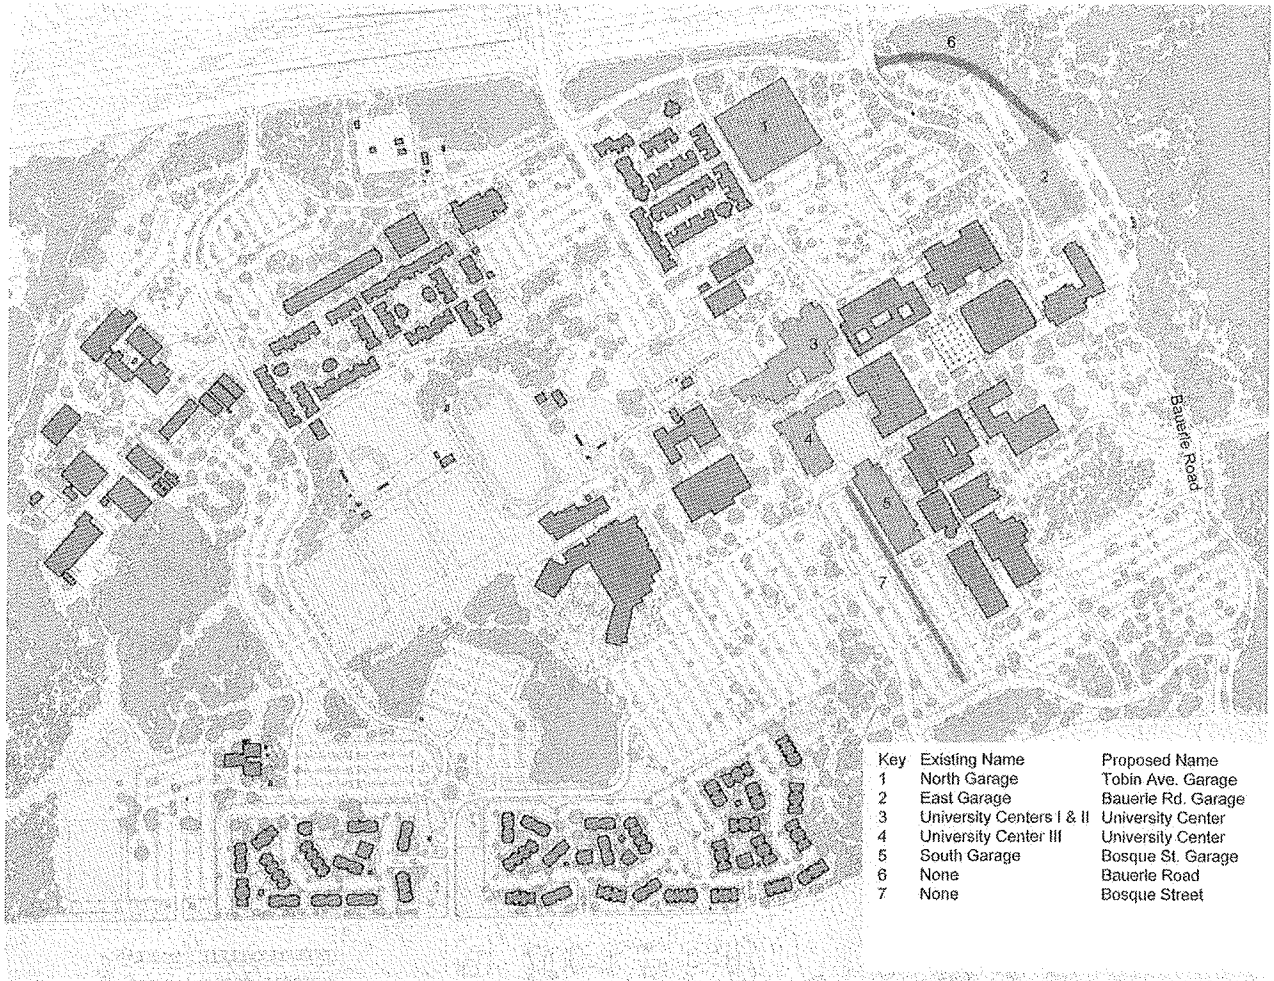 6
1
2
3
Bauerle Road
4
5
7
Key Existing Name Proposed Name
1 North Garage Tobin Ave. Garage
2 East Garage Bauerle Rd. Garage
3 University Centers I & II University Center
4 University Center III University Center
5 South Garage Bosque St. Garage
6 None Bauerle Road
7 None Bosque Street